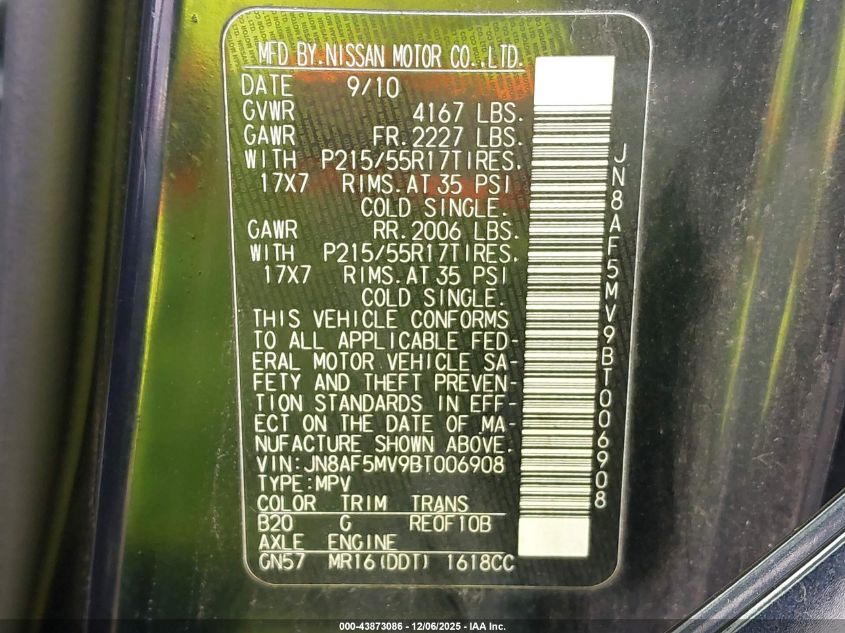 MFD BY.NISSAN MOTOR CO.,LTD.
DATE 9/10
GVWR 4167 LBS.
GAWR FR.2227 LBS.
WITH P215/55R17TIRES.
17X7 RIMS.AT 35 PSI
COLD SINGLE.
GAWR RR.2006 LBS.
WITH P215/55R17TIRES.
17X7 RIMS.AT 35 PSI
COLD SINGLE.
THIS VEHICLE CONFORMS
TO ALL APPLICABLE FED-
ERAL MOTOR VEHICLE SA-
FETY AND THEFT PREVEN-
TION STANDARDS IN EFF-
ECT ON THE DATE OF MA-
NUFACTURE SHOWN ABOVE.
VIN:JN8AF5MV9BT006908
TYPE:MPV
COLOR TRIM TRANS
B20 G RE0F10B
AXLE ENGINE
GN57 MR16(DDT) 1618CC
JN8AF5MV9BT006908
000-43873086 - 12/06/2025 - IAA Inc.